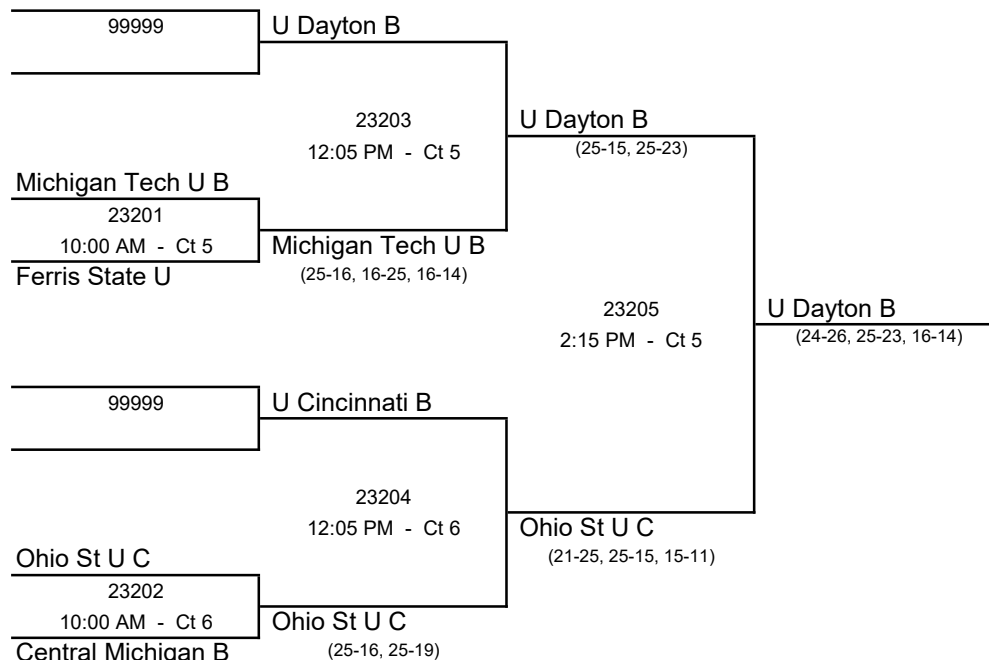 99999
U Dayton B
23203
12:05 PM - Ct 5
U Dayton B
(25-15, 25-23)
Michigan Tech U B
23201
10:00 AM - Ct 5
Ferris State U
Michigan Tech U B
(25-16, 16-25, 16-14)
23205
2:15 PM - Ct 5
U Dayton B
(24-26, 25-23, 16-14)
99999
U Cincinnati B
23204
12:05 PM - Ct 6
Ohio St U C
(21-25, 25-15, 15-11)
Ohio St U C
23202
10:00 AM - Ct 6
Central Michigan B
Ohio St U C
(25-16, 25-19)